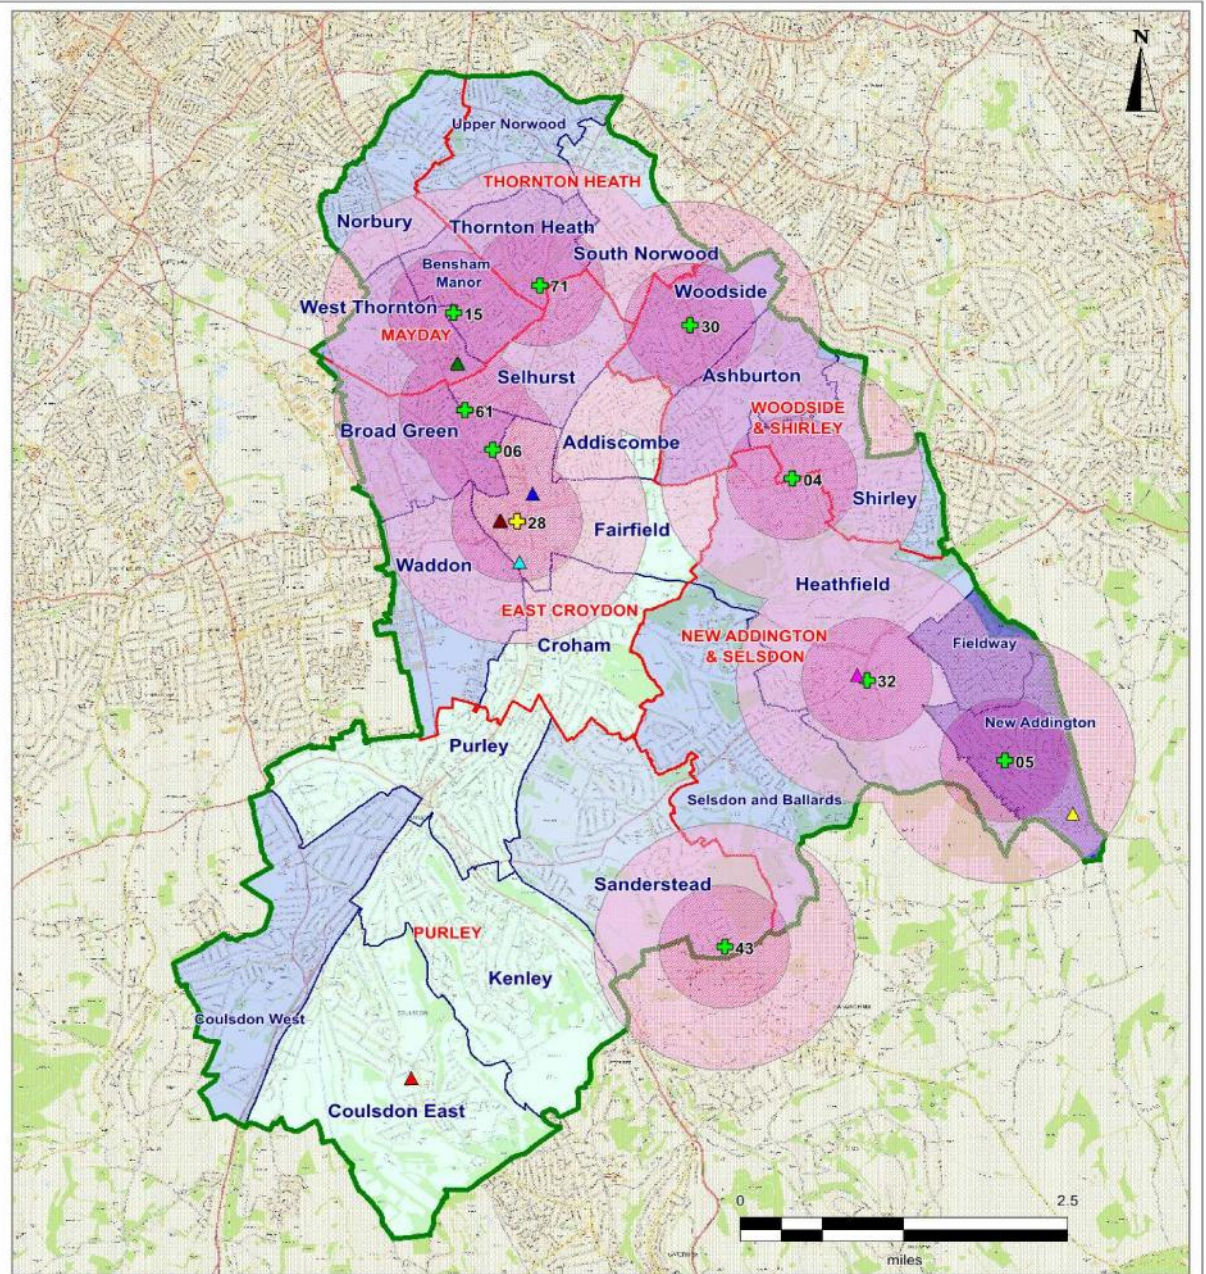 N
Upper Norwood
THORNTON HEATH
Norbury
Thornton Heath
South Norwood
Bensham
Manor
71
Woodside
West Thornton
15
30
MAYDAY
Selhurst
Ashburton
61
WOODSIDE
& SHIRLEY
Broad Green
Addiscombe
06
04
Shirley
28
Fairfield
Waddon
Heathfield
EAST CROYDON
NEW ADDINGTON
& SELSDON
Croham
Fieldway
32
New Addington
Purley
05
Selsdon and Ballards
Sanderstead
PURLEY
43
Kenley
Coulsdon West
Coulsdon East
0
2.5
miles